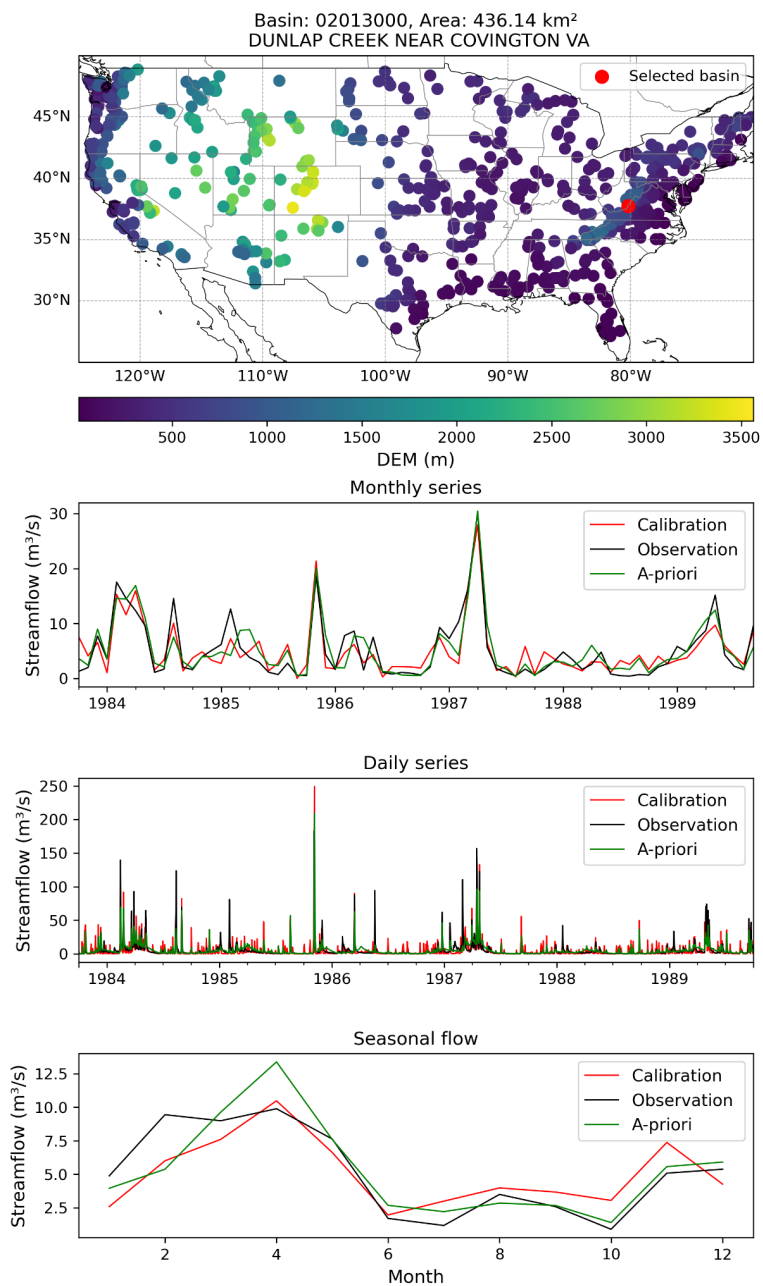 Basin: 02013000, Area: 436.14 km²
DUNLAP CREEK NEAR COVINGTON VA
Selected basin
45°N
40°N
35°N
30°N
120°W 110°W 100°W 90°W 80°W
500 1000 1500 2000 2500 3000 3500
DEM (m)
Monthly series
Streamflow (m³/s)
30
20
10
0
Calibration
Observation
A-priori
1984 1985 1986 1987 1988 1989
Daily series
Streamflow (m³/s)
250
200
150
100
50
0
Calibration
Observation
A-priori
1984 1985 1986 1987 1988 1989
Seasonal flow
Streamflow (m³/s)
12.5
10.0
7.5
5.0
2.5
Calibration
Observation
A-priori
2 4 6 8 10 12
Month